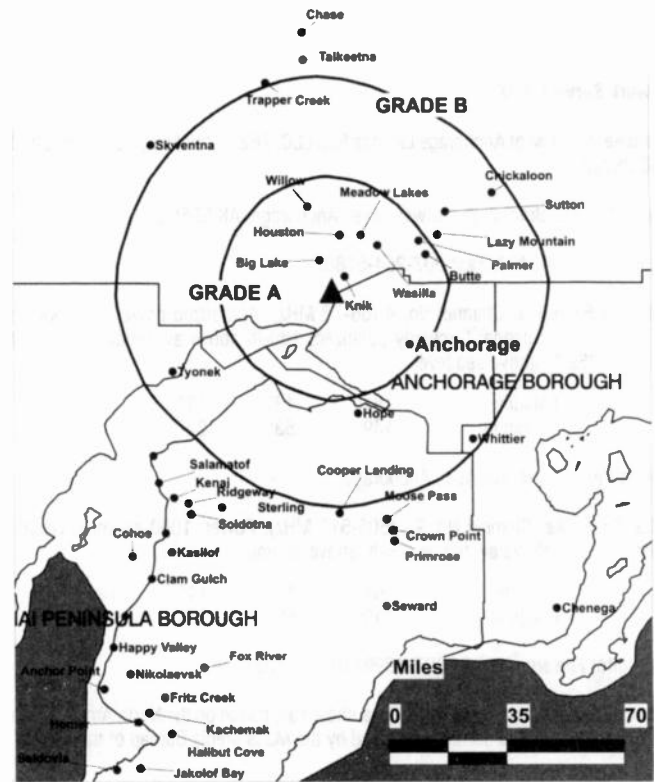 Chase
Talkeetna
Trapper Creek
GRADE B
Skwentna
Chickaloon
Willow
Meadow Lakes
Sutton
Houston
Lazy Mountain
Big Lake
Palmer
Butte
GRADE A
Wasilla
Knik
Anchorage
Tyonek
ANCHORAGE BOROUGH
Hope
Whittier
Salamatof
Cooper Landing
Kenai
Moose Pass
Ridgeway
Sterling
Soldotna
Cohoe
Crown Point
Kasilof
Primrose
Clam Gulch
Seward
Chenega
AI PENINSULA BOROUGH
Happy Valley
Fox River
Anchor Point
Nikolaevsk
Miles
Fritz Creek
0 35 70
Homer
Kachemak
Halibut Cove
Seldovia
Jakolof Bay